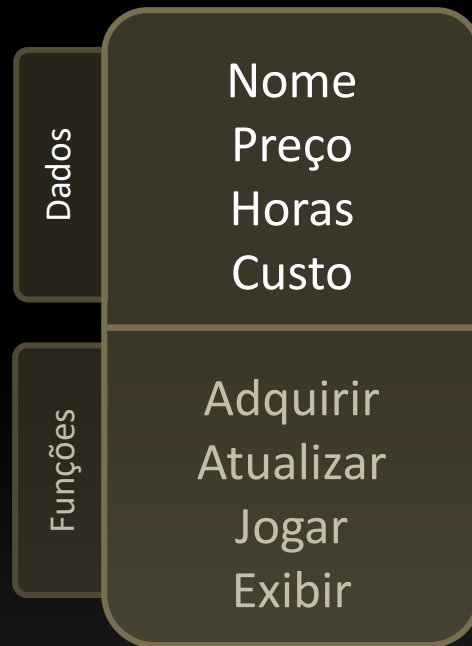 Dados
Nome
Preço
Horas
Custo
Funções
Adquirir
Atualizar
Jogar
Exibir